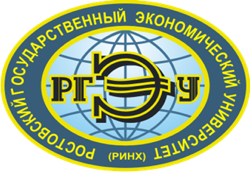 РОСТОВСКИЙ ГОСУДАРСТВЕННЫЙ ЭКОНОМИЧЕСКИЙ УНИВЕРСИТЕТ
РГЭУ
(РИНХ)